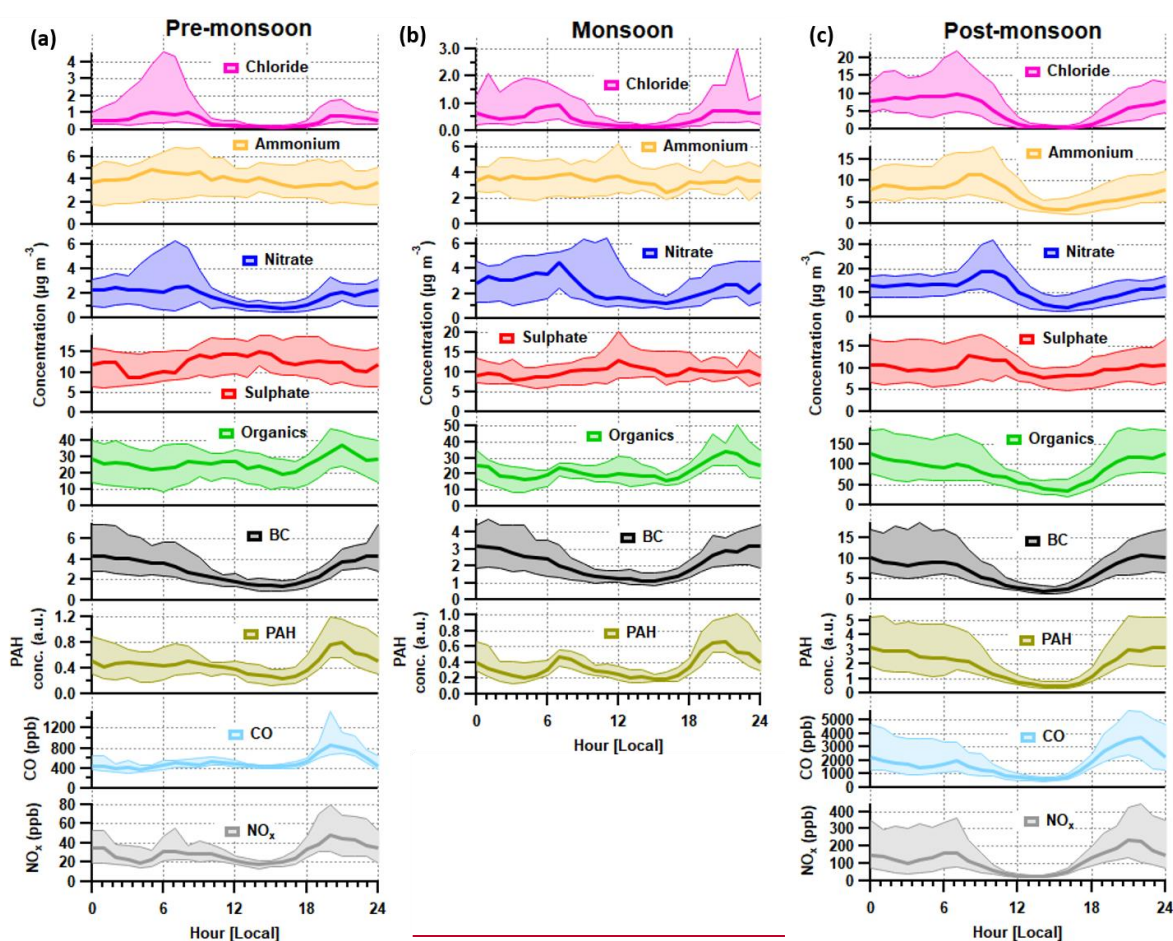 (a) Pre-monsoon
Chloride
4
3
2
1
0
Ammonium
6
4
2
0
Nitrate
6
4
2
0
Sulphate
15
10
5
0
Organics
40
30
20
10
0
BC
6
4
2
0
PAH
1.2
0.8
0.4
0.0
CO
1200
800
400
NOx
80
60
40
20
0
Concentration (µg m-3)
PAH
conc. (a.u.)
CO (ppb)
NOx (ppb)
0 6 12 18 24
Hour [Local]
(b) Monsoon
Chloride
3.0
2.0
1.0
0.0
Ammonium
6
4
2
0
Nitrate
6
4
2
0
Sulphate
20
15
10
5
0
Organics
50
40
30
20
10
0
BC
4
3
2
1
0
PAH
1.0
0.8
0.6
0.4
0.2
0.0
Concentration (µg m-3)
PAH
conc. (a.u.)
0 6 12 18 24
Hour [Local]
(c) Post-monsoon
Chloride
20
15
10
5
0
Ammonium
15
10
5
0
Nitrate
30
20
10
0
Sulphate
15
10
5
0
Organics
150
100
50
0
BC
15
10
5
0
PAH
5
4
3
2
1
0
CO
5000
4000
3000
2000
1000
0
NOx
400
300
200
100
0
Concentration (µg m-3)
PAH
conc. (a.u.)
CO (ppb)
NOx (ppb)
0 6 12 18 24
Hour [Local]